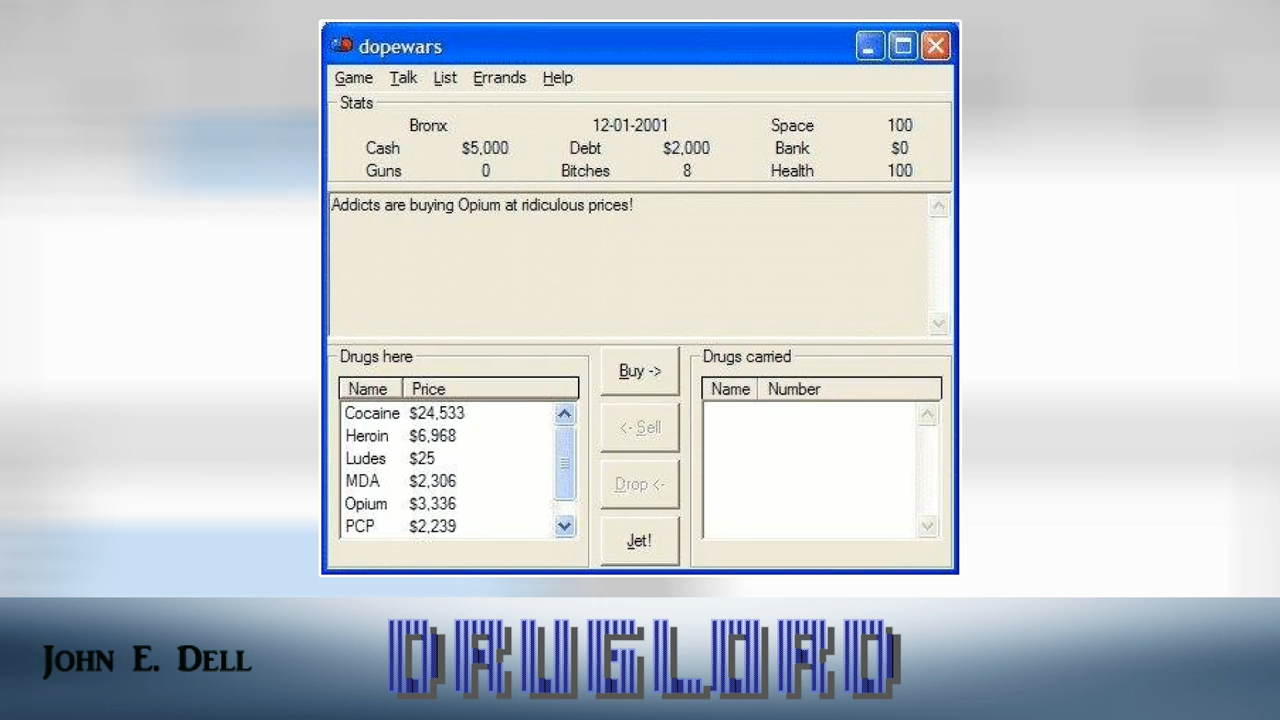 dopewars
Game Talk List Errands Help
Stats
Bronx 12-01-2001 Space 100
Cash $5,000 Debt $2,000 Bank $0
Guns 0 Bitches 8 Health 100
Addicts are buying Opium at ridiculous prices!
Drugs here
Name Price
Cocaine $24,533
Heroin $6,968
Ludes $25
MDA $2,306
Opium $3,336
PCP $2,239
Buy ->
<- Sell
Drop <-
Jet!
Drugs carried
Name Number
John E. Dell
DRUGLORD